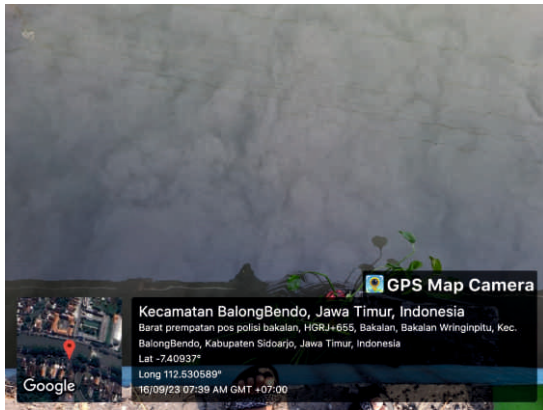 GPS Map Camera
Kecamatan BalongBendo, Jawa Timur, Indonesia
Barat prempatan pos polisi bakalan, HGRJ+655, Bakalan, Bakalan Wringinpitu, Kec.
BalongBendo, Kabupaten Sidoarjo, Jawa Timur, Indonesia
Lat -7.40937°
Long 112.530589°
16/09/23 07:39 AM GMT +07:00
Google